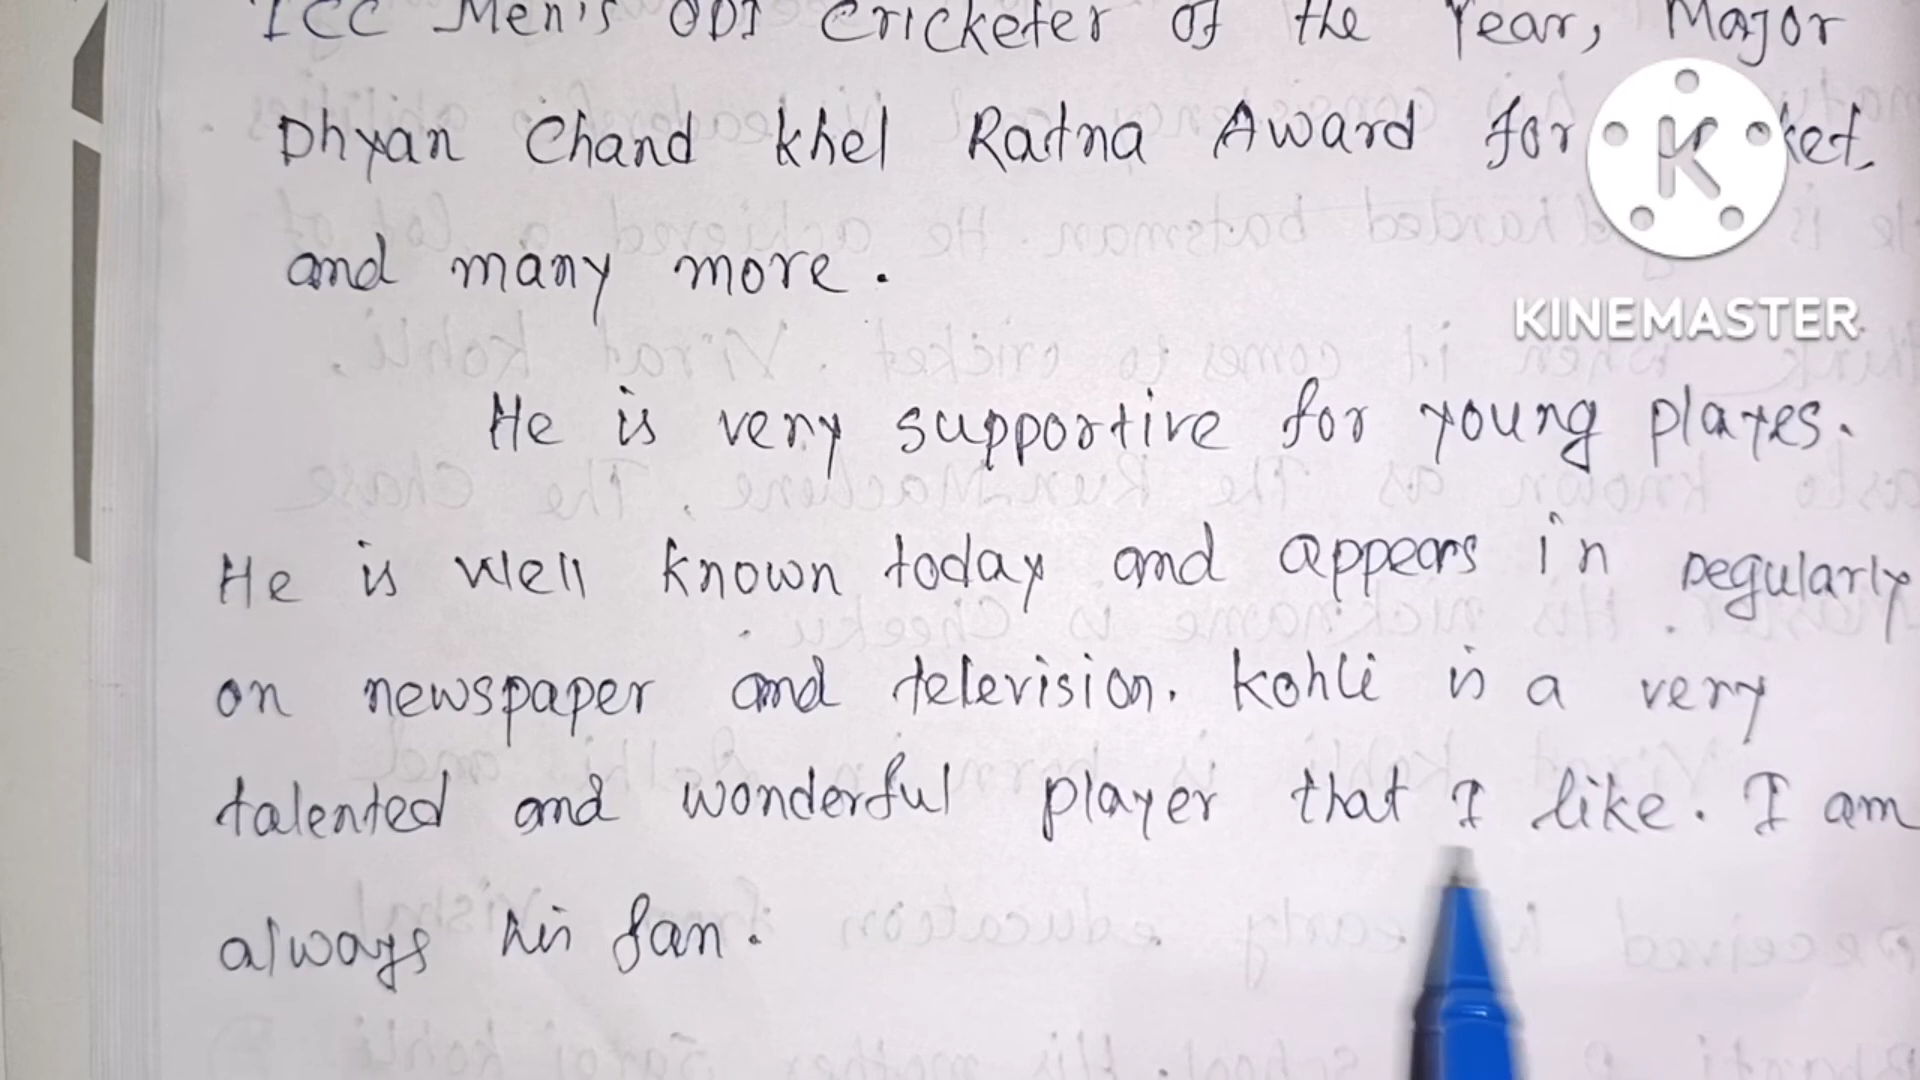 ICC Men's ODI Cricketer of the Year, Major
Dhyan Chand Khel Ratna Award for ket,
and many more.
KINEMASTER
He is very supportive for young playes.
He is well known today and appears in regularly
on newspaper and television. Kohli is a very
talented and wonderful player that I like. I am
always his fan.